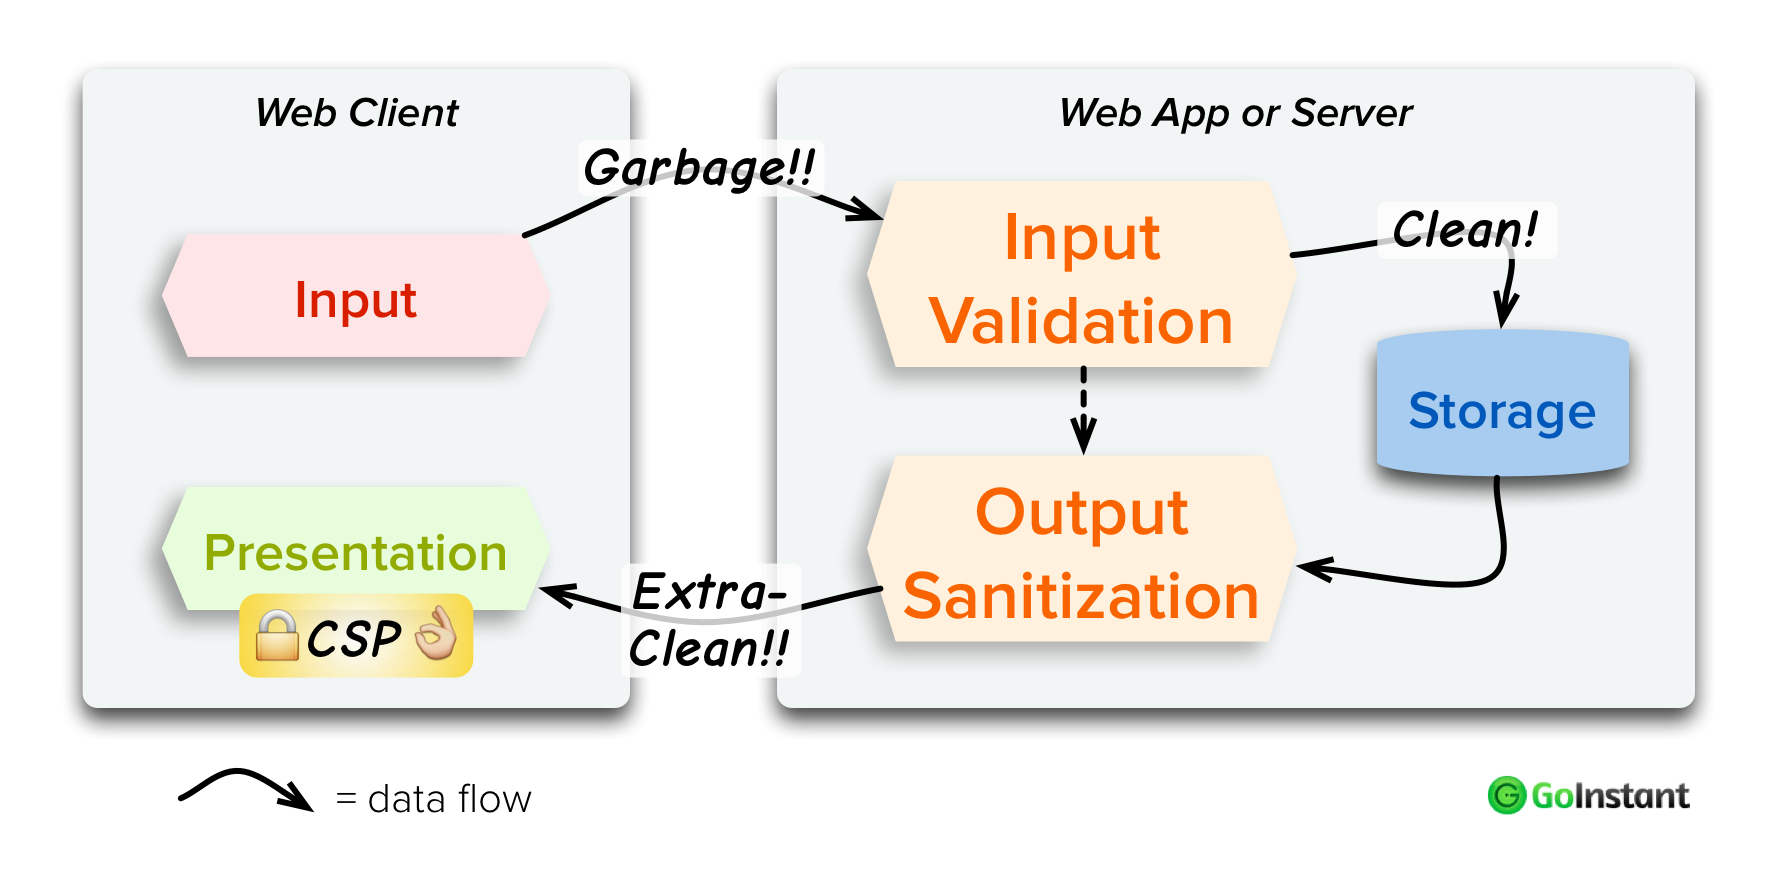 Web Client
Web App or Server
Garbage!!
Input
Input
Validation
Clean!
Storage
Presentation
CSP
Output
Sanitization
Extra-
Clean!!
= data flow
GoInstant